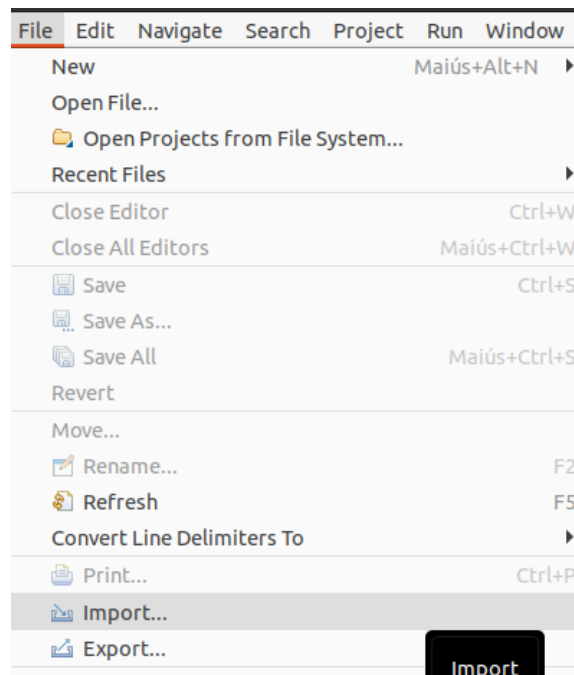 File Edit Navigate Search Project Run Window
New Maiús+Alt+N
Open File...
Open Projects from File System...
Recent Files
Close Editor Ctrl+W
Close All Editors Maiús+Ctrl+W
Save Ctrl+S
Save As...
Save All Maiús+Ctrl+S
Revert
Move...
Rename... F2
Refresh F5
Convert Line Delimiters To
Print... Ctrl+P
Import...
Export...
Import